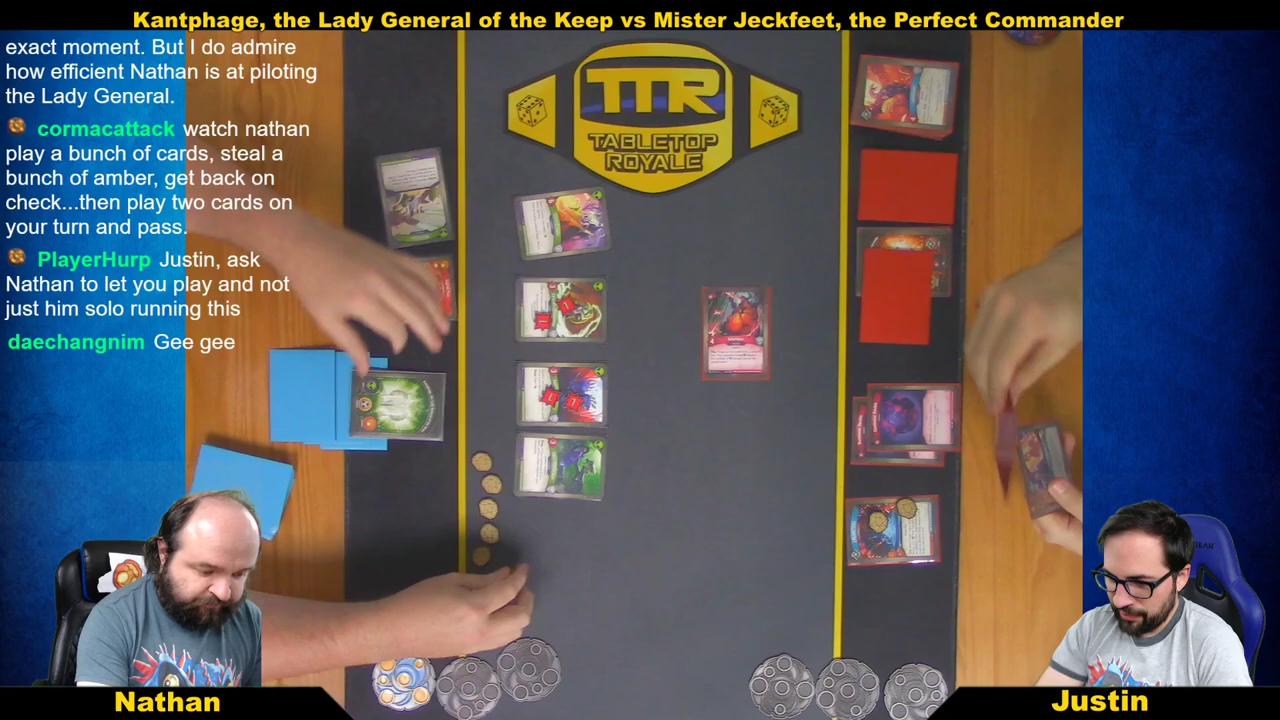 Kantphage, the Lady General of the Keep vs Mister Jeckfeet, the Perfect Commander
exact moment. But I do admire
how efficient Nathan is at piloting
the Lady General.
cormacattack watch nathan
play a bunch of cards, steal a
bunch of amber, get back on
check...then play two cards on
your turn and pass.
PlayerHurp Justin, ask
Nathan to let you play and not
just him solo running this
daechangnim Gee gee
TTR
TABLETOP
ROYALE
Nathan
Justin